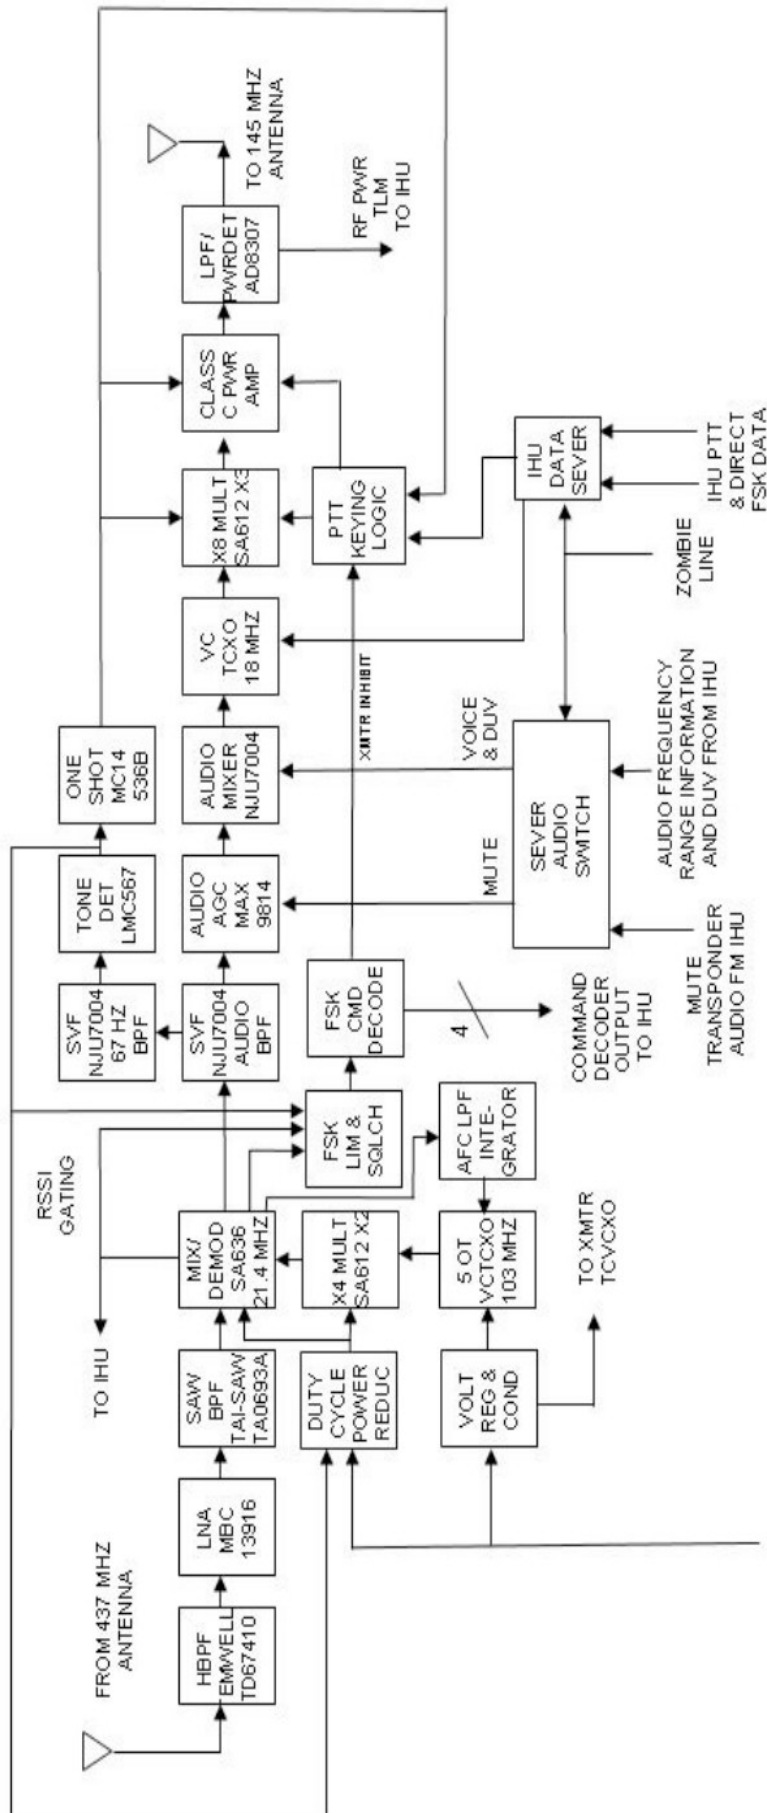 FROM 437 MHZ
ANTENNA
HBPF
EMWELL
TD67410
LNA
MBC
13916
SAW
BPF
TAI-SAW
TA0693A
TO IHU
RSSI
GATING
MIX/
DEMOD
SA636
21.4 MHZ
SVF
NJU7004
67 HZ
BPF
TONE
DET
LMC567
ONE
SHOT
MC14
536B
SVF
NJU7004
AUDIO
BPF
AUDIO
AGC
MAX
9814
AUDIO
MIXER
NJU7004
VC
TCXO
18 MHZ
X8 MULT
SA612 X3
CLASS
C PWR
AMP
LPF/
PWRDET
AD8307
TO 145 MHZ
ANTENNA
RF PWR
TLM
TO IHU
DUTY
CYCLE
POWER
REDUC
X4 MULT
SA612 X2
FSK
LIM &
SQLCH
FSK
CMD
DECODE
XMTR INHIBIT
PTT
KEYING
LOGIC
VOLT
REG &
COND
5 OT
VCTCXO
103 MHZ
AFC LPF
INTE-
GRATOR
4
MUTE
VOICE
& DUV
TO XMTR
TCVCXO
COMMAND
DECODER
OUTPUT
TO IHU
SEVER
AUDIO
SWITCH
IHU
DATA
SEVER
MUTE
TRANSPONDER
AUDIO FM IHU
AUDIO FREQUENCY
RANGE INFORMATION
AND DUV FROM IHU
ZOMBIE
LINE
IHU PTT
& DIRECT
FSK DATA